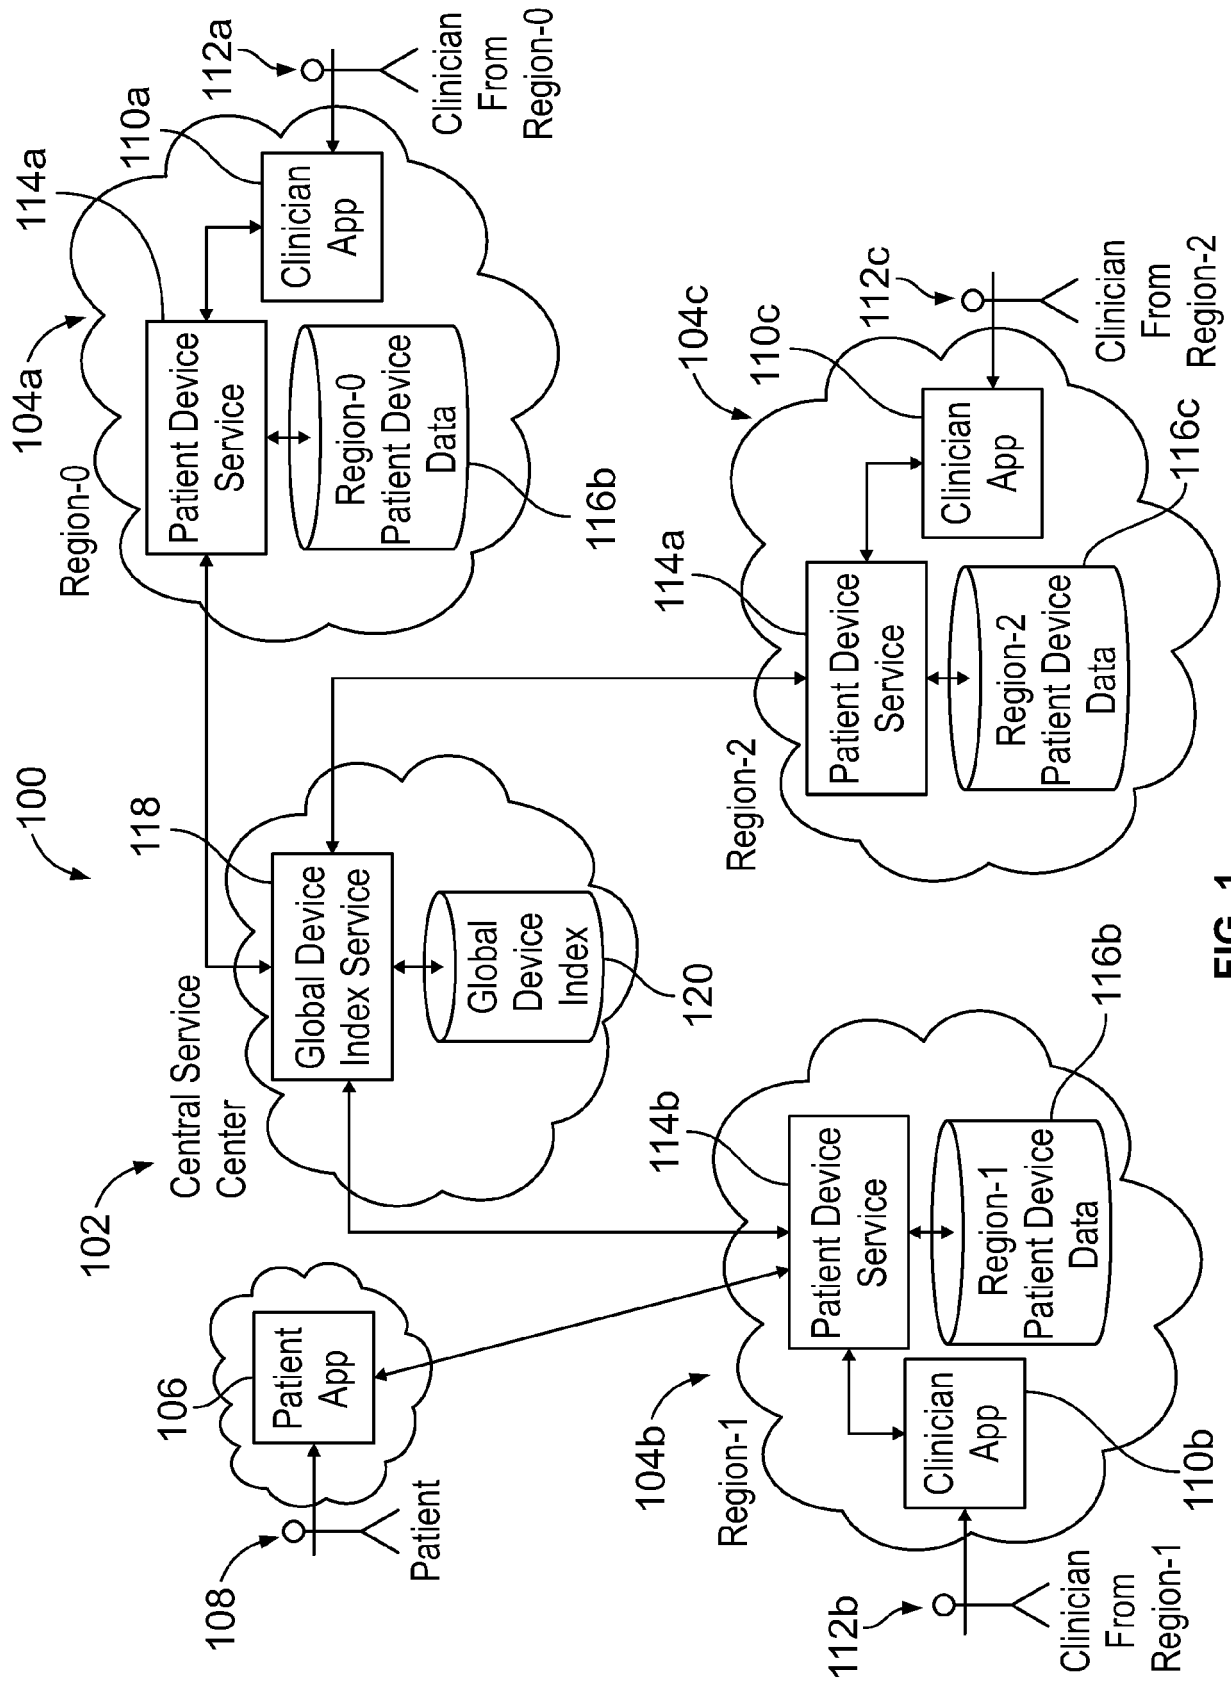 100
102
Central Service
Center
118
Global Device
Index Service
Global
Device
Index
120
108
Patient
106
Patient
App
104a
Region-0
114a
Patient Device
Service
Region-0
Patient Device
Data
116b
110a
Clinician
App
112a
Clinician
From
Region-0
104b
Region-1
114b
Patient Device
Service
Region-1
Patient Device
Data
116b
Clinician
App
110b
112b
Clinician
From
Region-1
104c
Region-2
114a
Patient Device
Service
Region-2
Patient Device
Data
116c
110c
Clinician
App
112c
Clinician
From
Region-2
FIG. 1